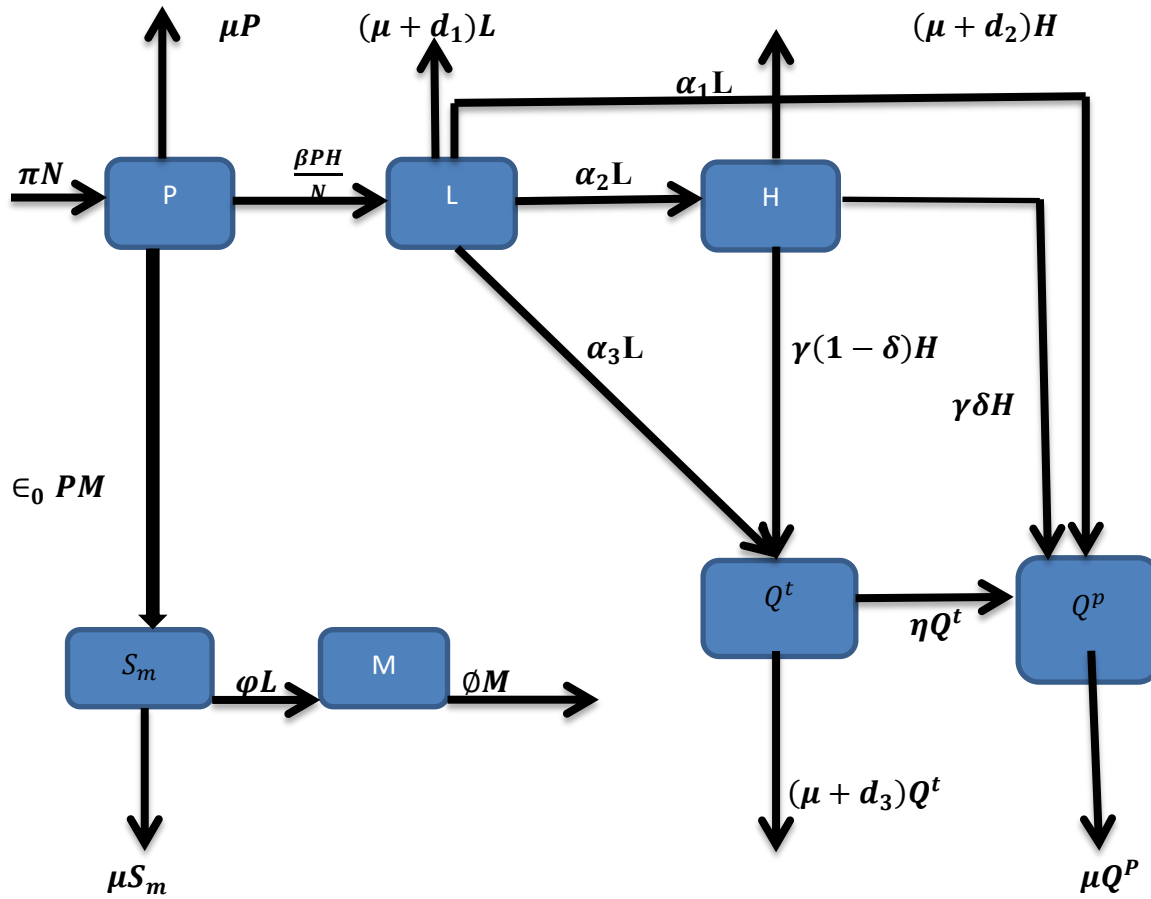 μP
(μ + d₁)L
(μ + d₂)H
α₁L
πN
P
βPH
N
L
α₂L
H
α₃L
γ(1 − δ)H
γδH
∈₀ PM
Qᵗ
ηQᵗ
Qᵖ
Sₘ
φL
M
∅M
(μ + d₃)Qᵗ
μSₘ
μQᴾ